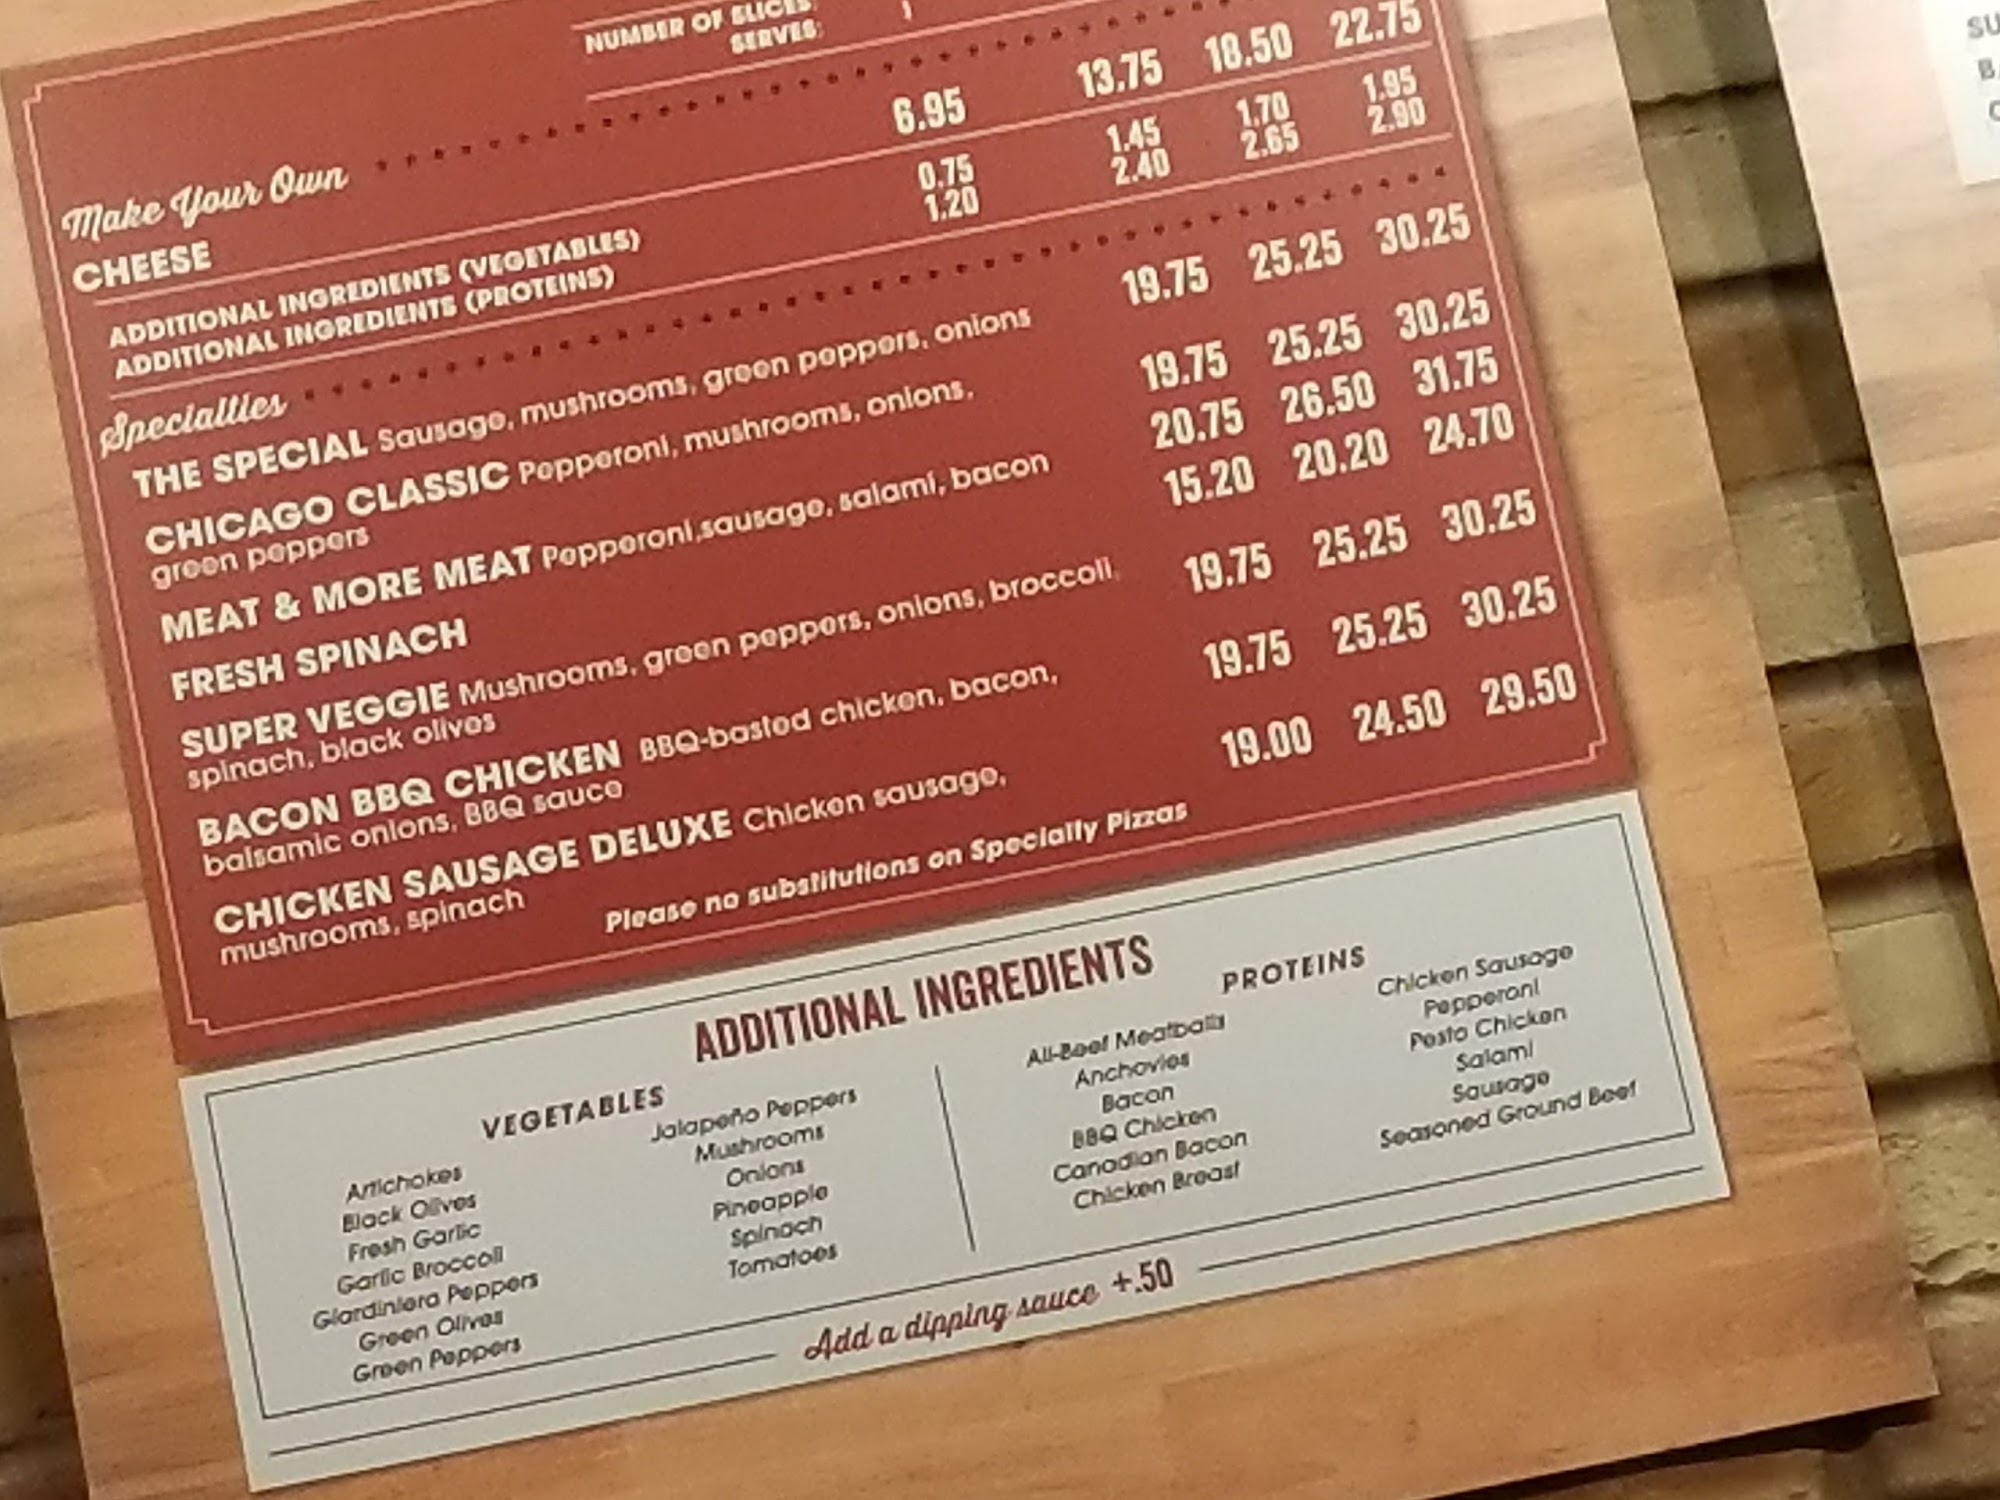 NUMBER OF SLICES:
SERVES:
Make Your Own
CHEESE 6.95 13.75 18.50 22.75
ADDITIONAL INGREDIENTS (VEGETABLES) 0.75 1.45 1.70 1.95
ADDITIONAL INGREDIENTS (PROTEINS) 1.20 2.40 2.65 2.90
Specialties
THE SPECIAL Sausage, mushrooms, green peppers, onions 19.75 25.25 30.25
CHICAGO CLASSIC Pepperoni, mushrooms, onions, 19.75 25.25 30.25
green peppers
MEAT & MORE MEAT Pepperoni,sausage, salami, bacon 20.75 26.50 31.75
FRESH SPINACH 15.20 20.20 24.70
SUPER VEGGIE Mushrooms, green peppers, onions, broccoli, 19.75 25.25 30.25
spinach, black olives
BACON BBQ CHICKEN BBQ-basted chicken, bacon, 19.75 25.25 30.25
balsamic onions, BBQ sauce
CHICKEN SAUSAGE DELUXE Chicken sausage, 19.00 24.50 29.50
mushrooms, spinach
Please no substitutions on Specialty Pizzas
ADDITIONAL INGREDIENTS
VEGETABLES
Artichokes
Black Olives
Fresh Garlic
Garlic Broccoli
Giardiniera Peppers
Green Olives
Green Peppers
Jalapeño Peppers
Mushrooms
Onions
Pineapple
Spinach
Tomatoes
PROTEINS
All-Beef Meatballs
Anchovies
Bacon
BBQ Chicken
Canadian Bacon
Chicken Breast
Chicken Sausage
Pepperoni
Pesto Chicken
Salami
Sausage
Seasoned Ground Beef
Add a dipping sauce +.50